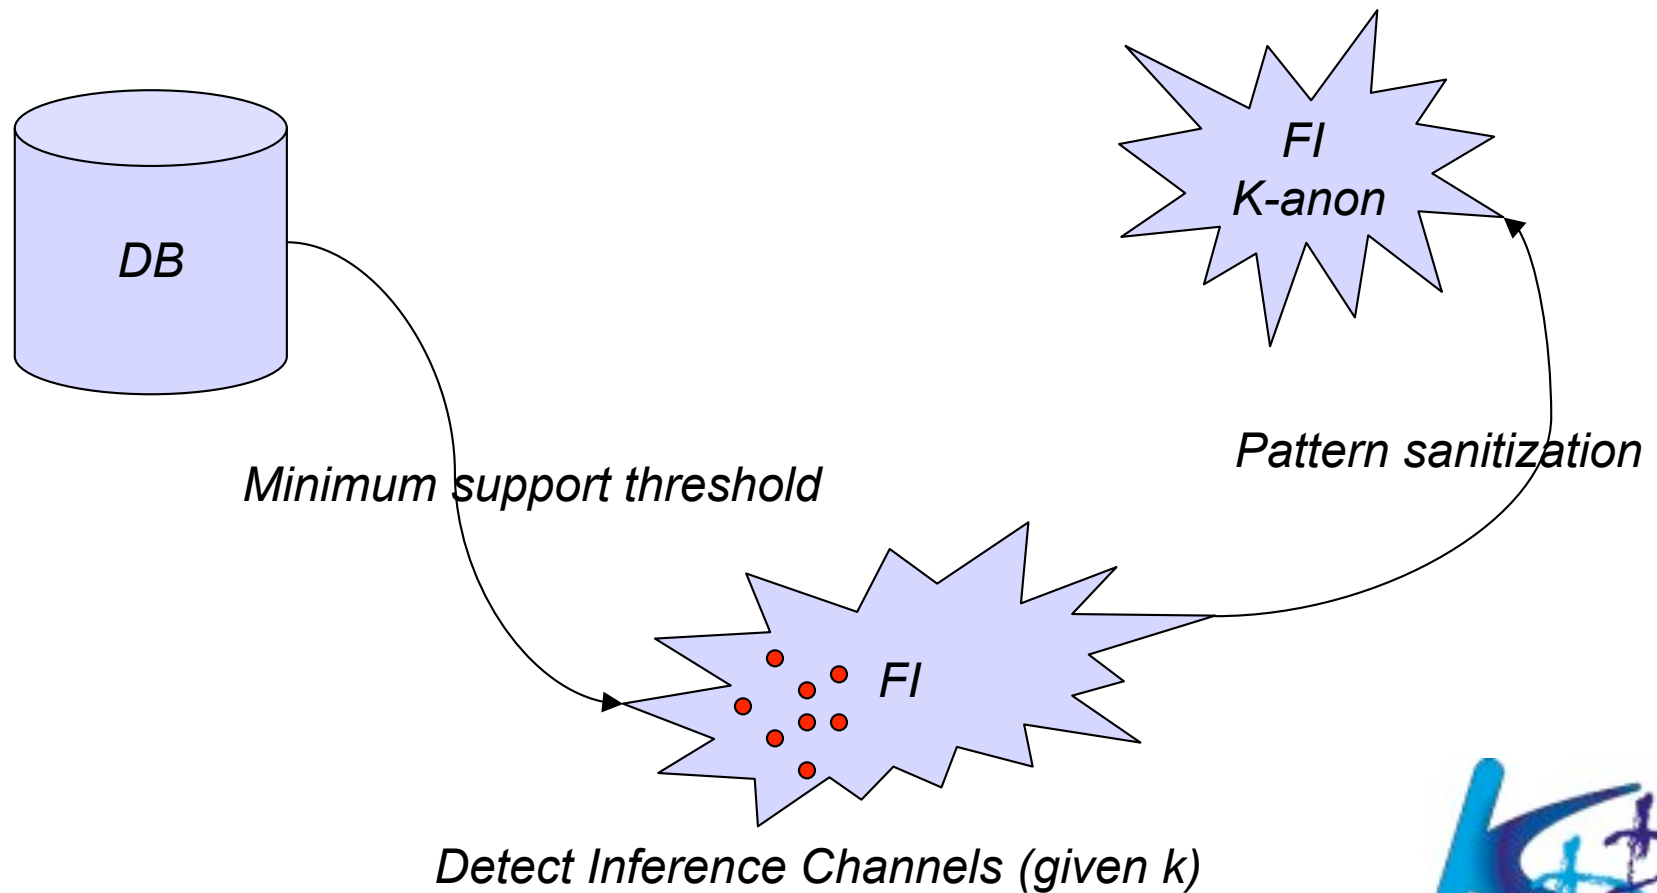 FI
K-anon
DB
Pattern sanitization
Minimum support threshold
FI
Detect Inference Channels (given k)